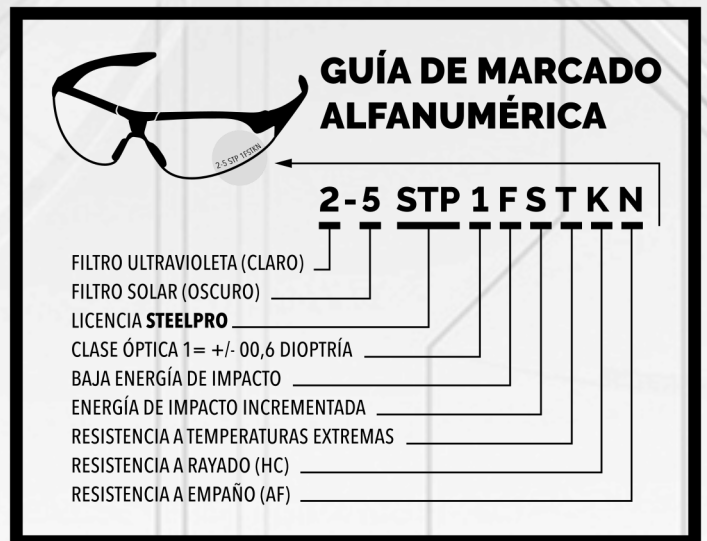 GUÍA DE MARCADO
ALFANUMÉRICA
2-5 STP 1FSTKN
2-5 STP 1 F S T K N
FILTRO ULTRAVIOLETA (CLARO)
FILTRO SOLAR (OSCURO)
LICENCIA STEELPRO
CLASE ÓPTICA 1= +/- 00,6 DIOPTRÍA
BAJA ENERGÍA DE IMPACTO
ENERGÍA DE IMPACTO INCREMENTADA
RESISTENCIA A TEMPERATURAS EXTREMAS
RESISTENCIA A RAYADO (HC)
RESISTENCIA A EMPAÑO (AF)